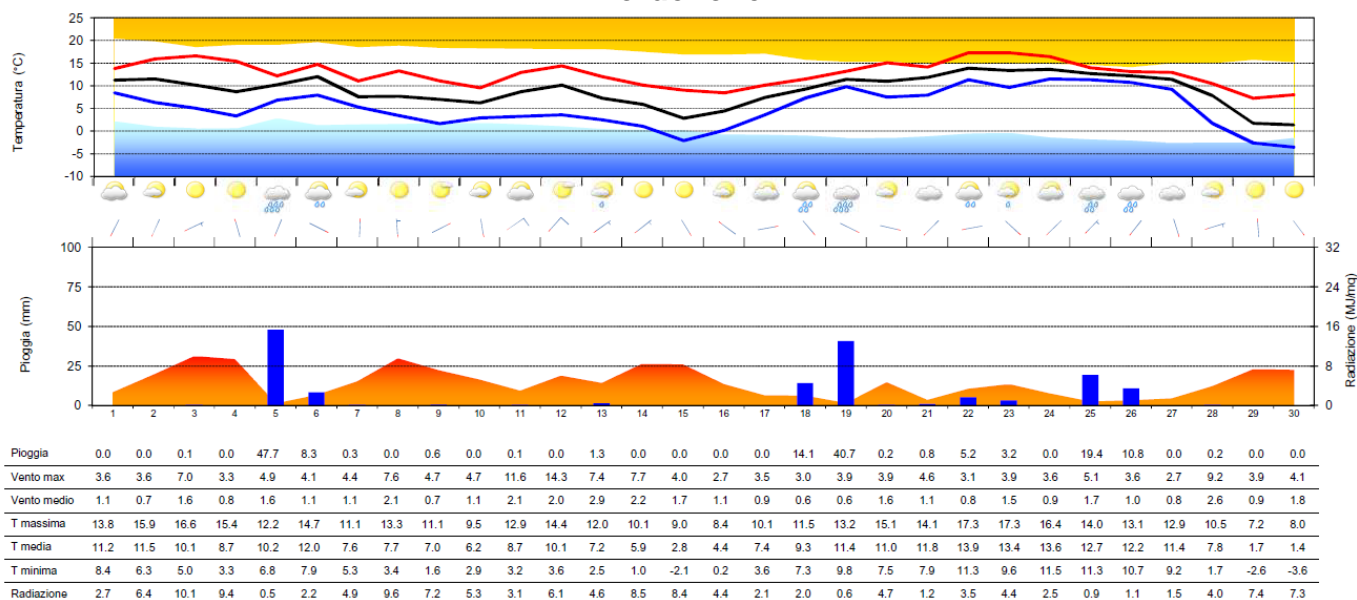 25
20
15
10
5
0
-5
-10
Temperatura (°C)
100
75
50
25
0
Pioggia (mm)
32
24
16
8
0
Radiazione (MJ/mq)
1 2 3 4 5 6 7 8 9 10 11 12 13 14 15 16 17 18 19 20 21 22 23 24 25 26 27 28 29 30
Pioggia 0.0 0.0 0.1 0.0 47.7 8.3 0.3 0.0 0.6 0.0 0.1 0.0 1.3 0.0 0.0 0.0 0.0 14.1 40.7 0.2 0.8 5.2 3.2 0.0 19.4 10.8 0.0 0.2 0.0 0.0
Vento max 3.6 3.6 7.0 3.3 4.9 4.1 4.4 7.6 4.7 4.7 11.6 14.3 7.4 7.7 4.0 2.7 3.5 3.0 3.9 3.9 4.6 3.1 3.9 3.6 5.1 3.6 2.7 9.2 3.9 4.1
Vento medio 1.1 0.7 1.6 0.8 1.6 1.1 1.1 2.1 0.7 1.1 2.1 2.0 2.9 2.2 1.7 1.1 0.9 0.6 0.6 1.6 1.1 0.8 1.5 0.9 1.7 1.0 0.8 2.6 0.9 1.8
T massima 13.8 15.9 16.6 15.4 12.2 14.7 11.1 13.3 11.1 9.5 12.9 14.4 12.0 10.1 9.0 8.4 10.1 11.5 13.2 15.1 14.1 17.3 17.3 16.4 14.0 13.1 12.9 10.5 7.2 8.0
T media 11.2 11.5 10.1 8.7 10.2 12.0 7.6 7.7 7.0 6.2 8.7 10.1 7.2 5.9 2.8 4.4 7.4 9.3 11.4 11.0 11.8 13.9 13.4 13.6 12.7 12.2 11.4 7.8 1.7 1.4
T minima 8.4 6.3 5.0 3.3 6.8 7.9 5.3 3.4 1.6 2.9 3.2 3.6 2.5 1.0 -2.1 0.2 3.6 7.3 9.8 7.5 7.9 11.3 9.6 11.5 11.3 10.7 9.2 1.7 -2.6 -3.6
Radiazione 2.7 6.4 10.1 9.4 0.5 2.2 4.9 9.6 7.2 5.3 3.1 6.1 4.6 8.5 8.4 4.4 2.1 2.0 0.6 4.7 1.2 3.5 4.4 2.5 0.9 1.1 1.5 4.0 7.4 7.3